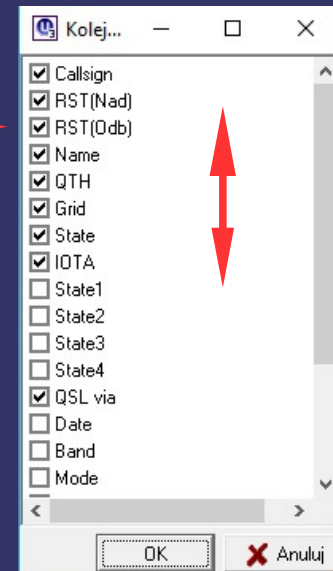 Kolej...
Callsign
RST(Nad)
RST(Odb)
Name
QTH
Grid
State
IOTA
State1
State2
State3
State4
QSL via
Date
Band
Mode
OK
Anuluj